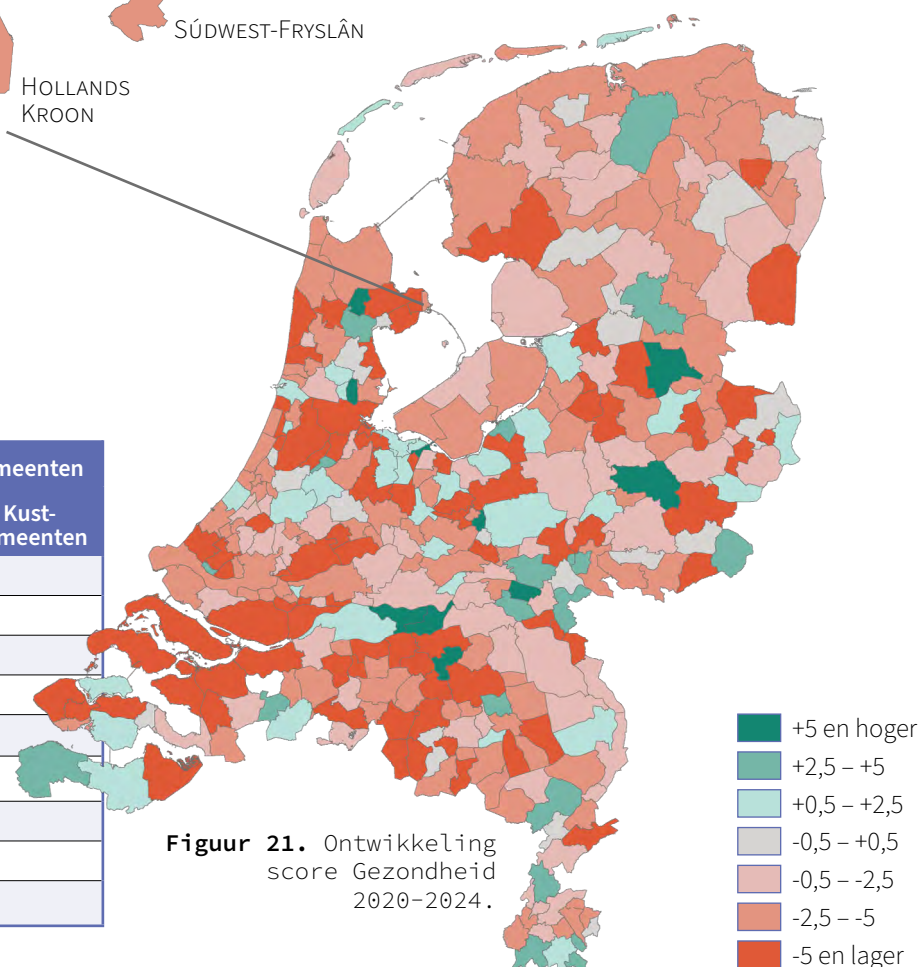 SÚDWEST-FRYSLÂN
HOLLANDS
KROON
meenten
Kust-
meenten
Figuur 21. Ontwikkeling
score Gezondheid
2020-2024.
+5 en hoger
+2,5 – +5
+0,5 – +2,5
-0,5 – +0,5
-0,5 – -2,5
-2,5 – -5
-5 en lager